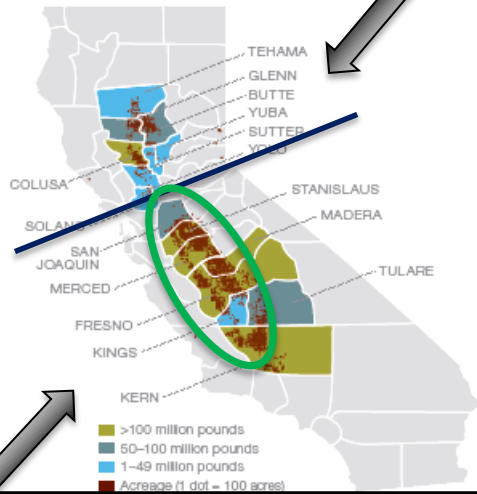 TEHAMA
GLENN
BUTTE
YUBA
SUTTER
YOLO
COLUSA
STANISLAUS
SOLANO
MADERA
SAN
JOAQUIN
TULARE
MERCED
FRESNO
KINGS
KERN
>100 million pounds
50–100 million pounds
1–49 million pounds
Acreage (1 dot = 100 acres)